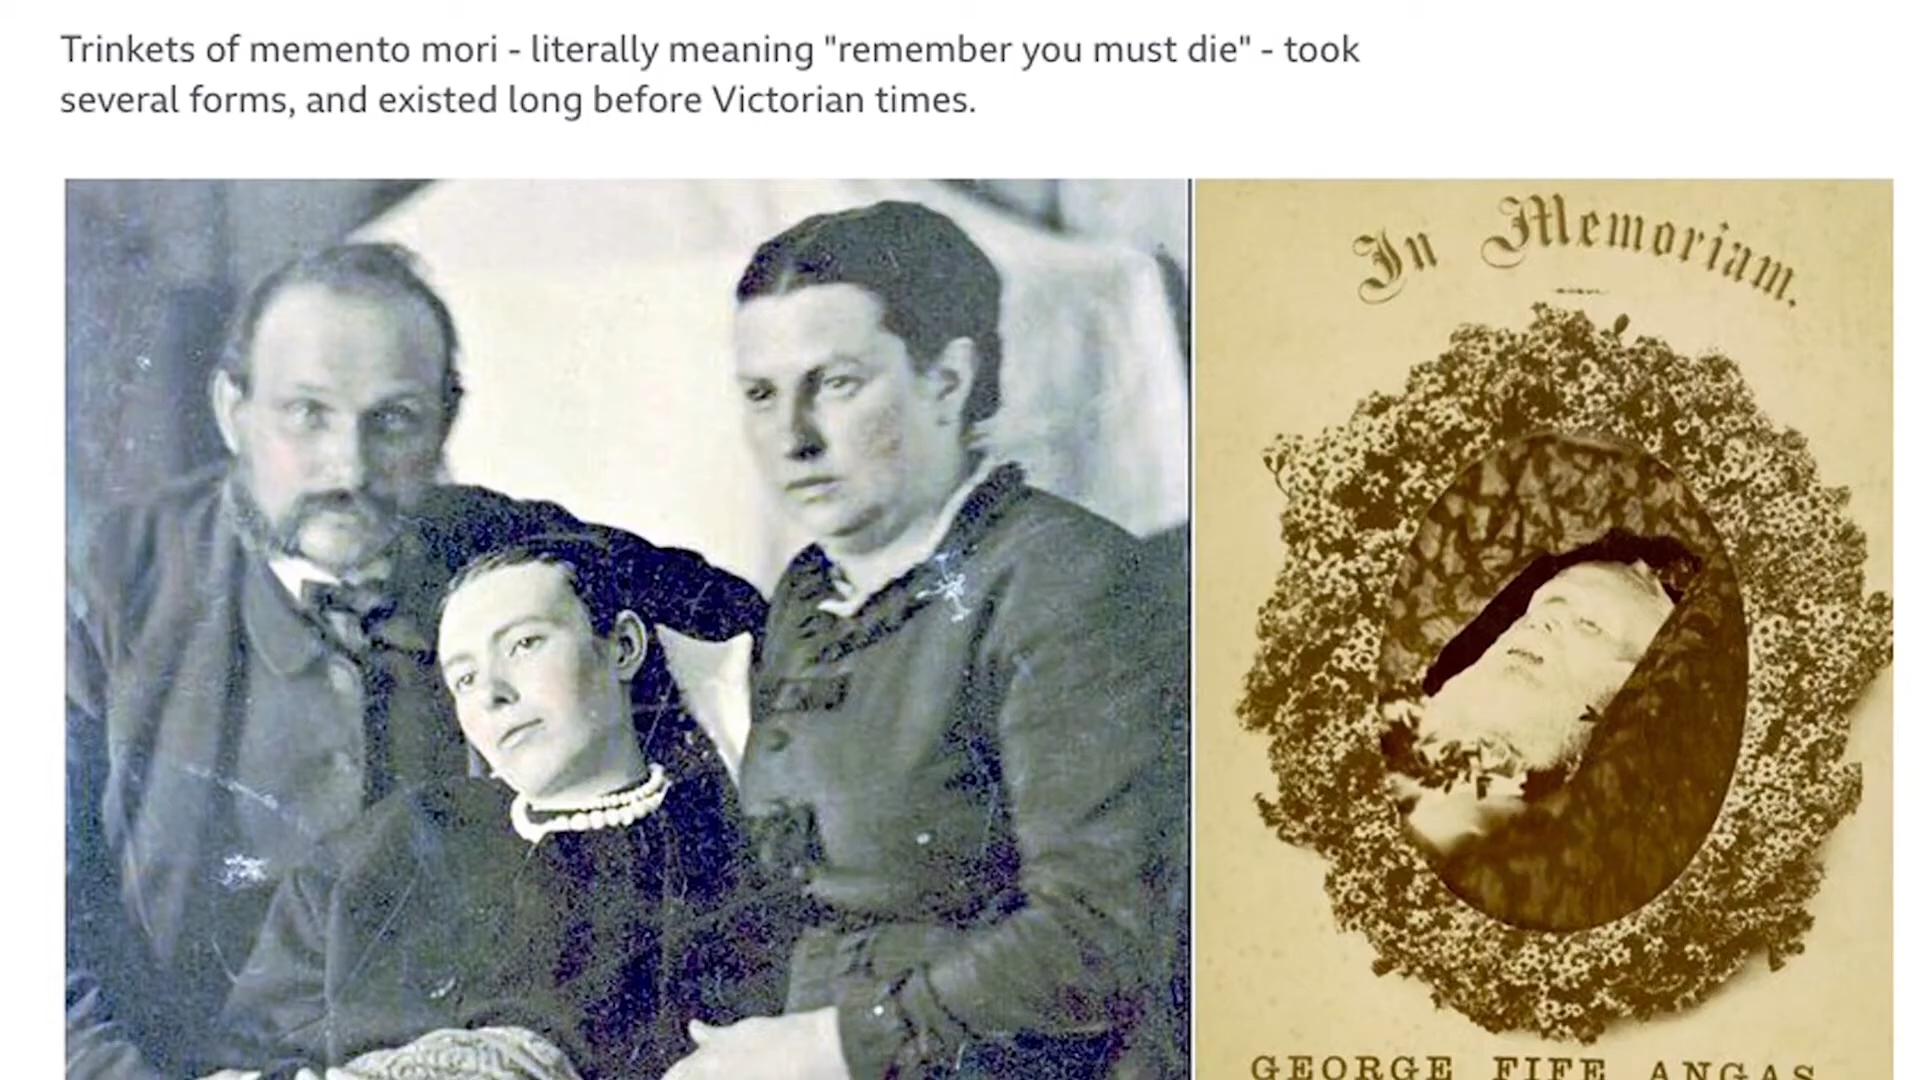 Trinkets of memento mori - literally meaning "remember you must die" - took
several forms, and existed long before Victorian times.
In Memoriam.
GEORGE FIFE ANGAS